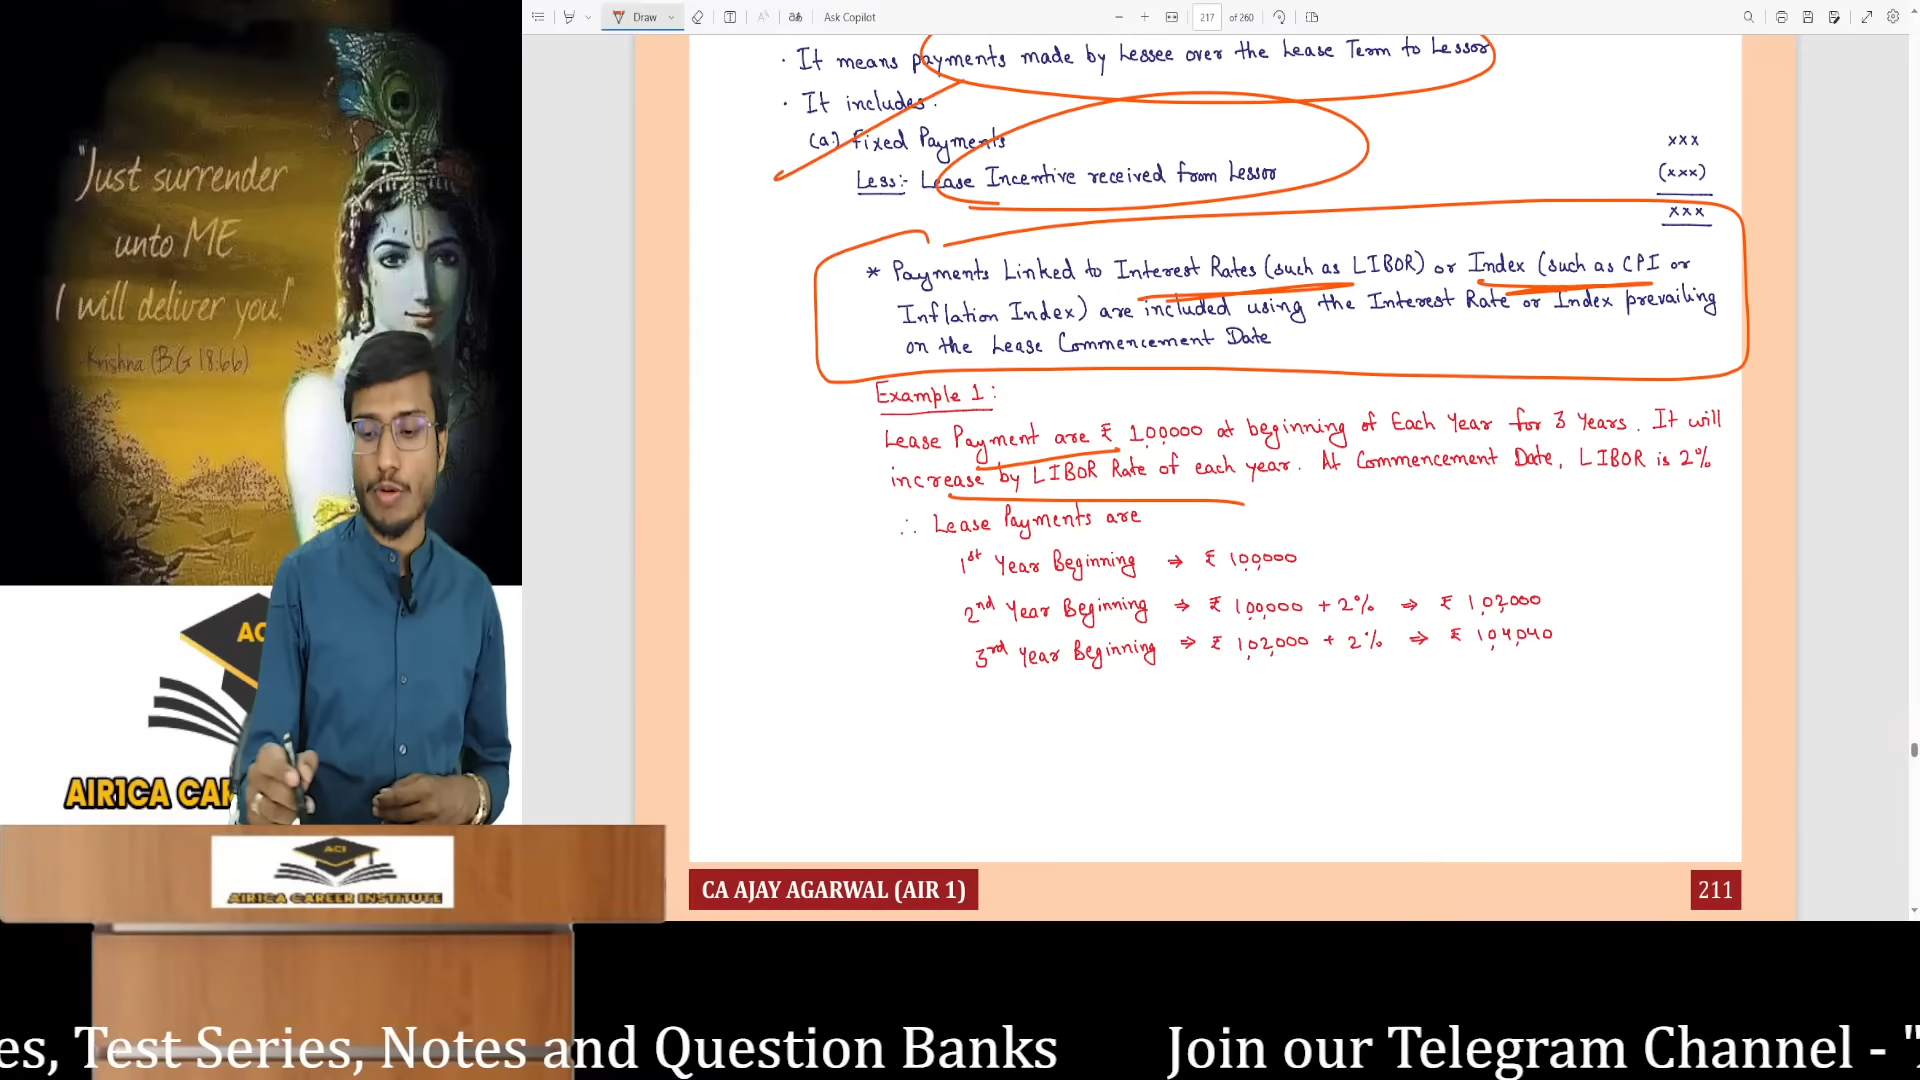 Draw
Ask Copilot
217 of 260
· It means payments made by Lessee over the Lease Term to Lessor
· It includes:
(a) Fixed Payments xxx
Less:- Lease Incentive received from Lessor (xxx)
xxx
* Payments Linked to Interest Rates (such as LIBOR) or Index (such as CPI or
Inflation Index) are included using the Interest Rate or Index prevailing
on the Lease Commencement Date
Example 1:
Lease Payment are ₹ 1,00,000 at beginning of Each Year for 3 Years. It will
increase by LIBOR Rate of each year. At Commencement Date, LIBOR is 2%
∴ Lease Payments are
1st Year Beginning → ₹ 1,00,000
2nd Year Beginning ⇒ ₹ 1,00,000 + 2% ⇒ ₹ 1,02,000
3rd Year Beginning ⇒ ₹ 1,02,000 + 2% ⇒ ₹ 1,04,040
CA AJAY AGARWAL (AIR 1)
211
"Just surrender
unto ME
I will deliver you!"
- Krishna (B.G 18.66)
AC
AIR1CA CAR
ACI
AIR1CA CAREER INSTITUTE
es, Test Series, Notes and Question Banks Join our Telegram Channel - "